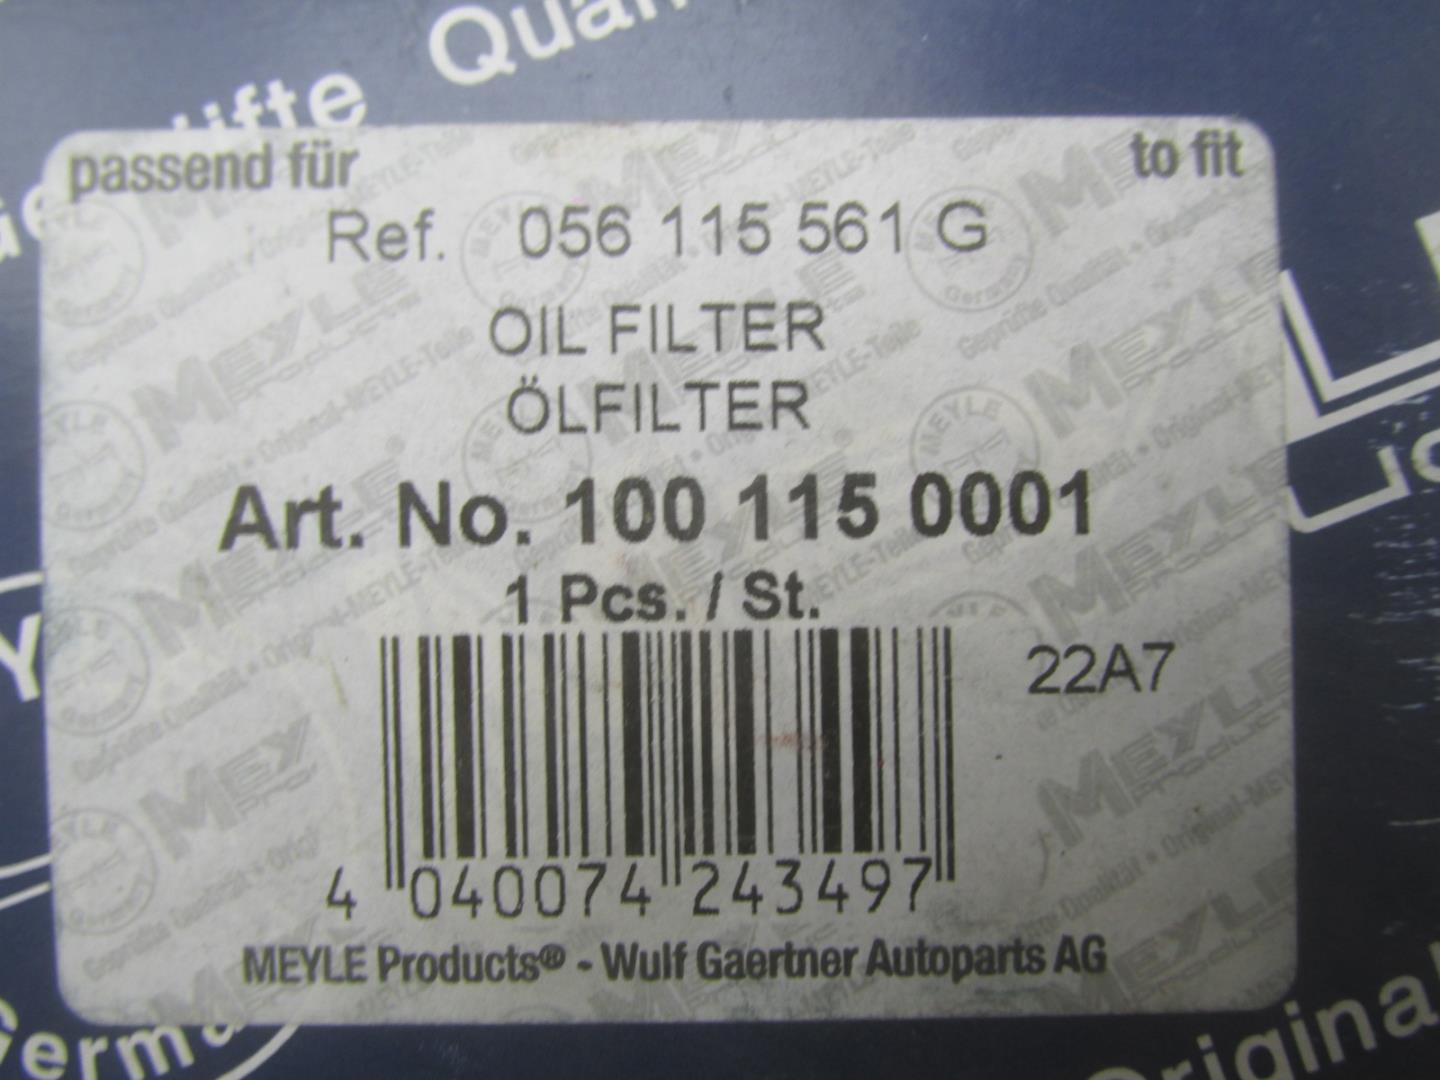 passend für to fit
Ref. 056 115 561 G
OIL FILTER
ÖLFILTER
Art. No. 100 115 0001
1 Pcs. / St.
22A7
4 040074 243497
MEYLE Products® - Wulf Gaertner Autoparts AG